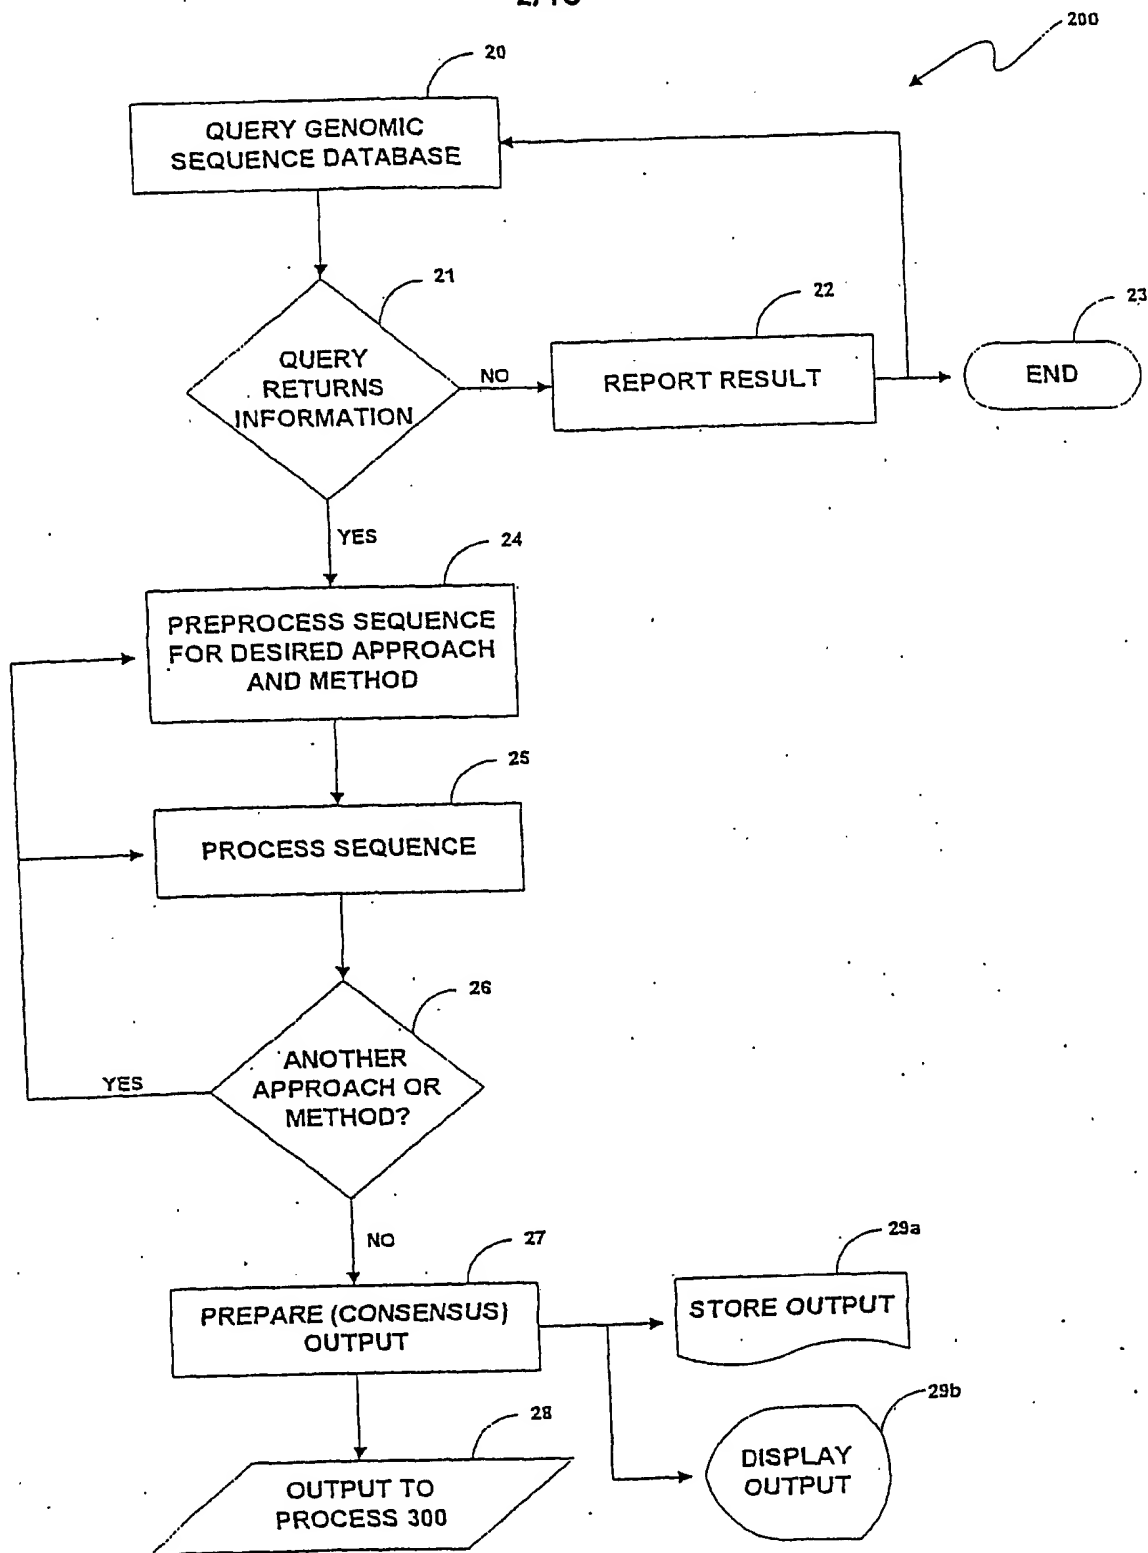 200
20
QUERY GENOMIC
SEQUENCE DATABASE
21
QUERY
RETURNS
INFORMATION
NO
22
REPORT RESULT
23
END
YES
24
PREPROCESS SEQUENCE
FOR DESIRED APPROACH
AND METHOD
25
PROCESS SEQUENCE
26
ANOTHER
APPROACH OR
METHOD?
YES
NO
27
PREPARE (CONSENSUS)
OUTPUT
29a
STORE OUTPUT
29b
DISPLAY
OUTPUT
28
OUTPUT TO
PROCESS 300